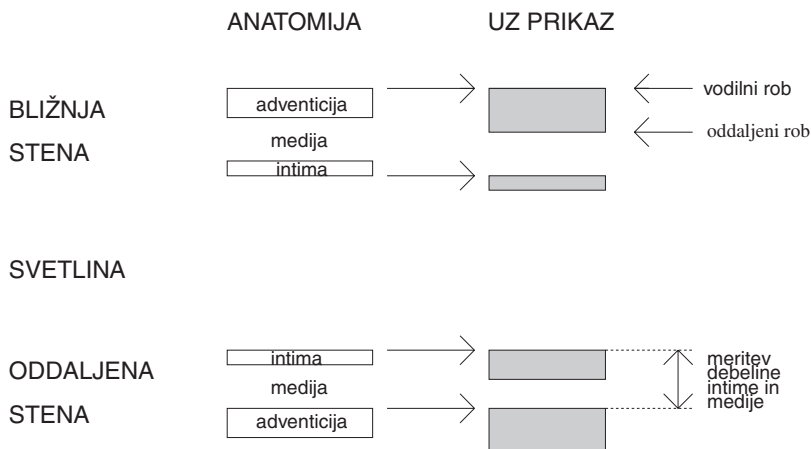 ANATOMIJA
UZ PRIKAZ
BLIŽNJA
STENA
adventicija
medija
intima
vodilni rob
oddaljeni rob
SVETLINA
ODDALJENA
STENA
intima
medija
adventicija
meritev
debeline
intime in
medije